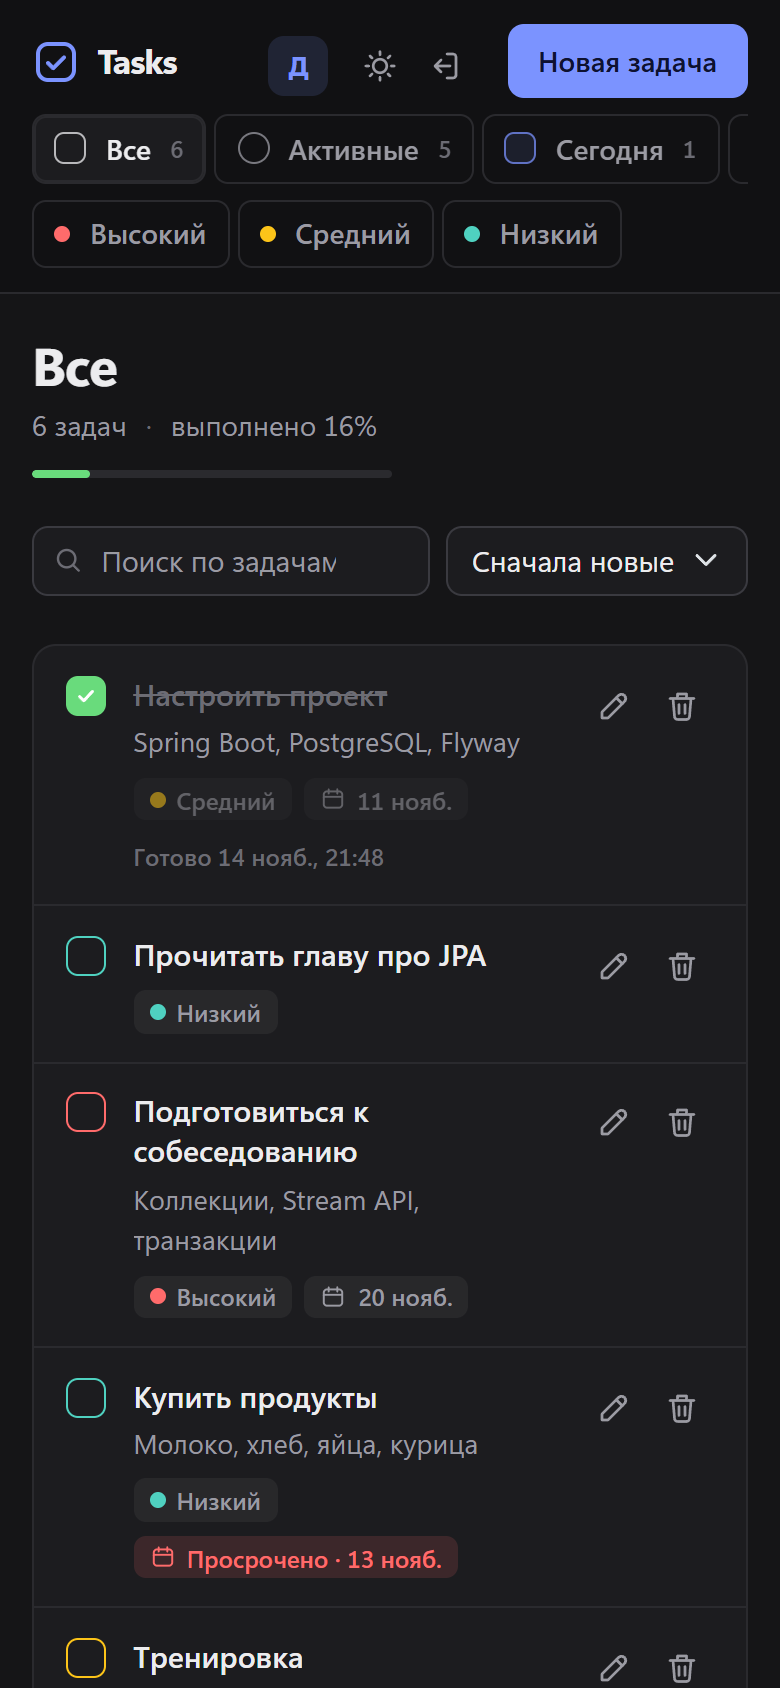 Tasks
Д
Новая задача
Все 6
Активные 5
Сегодня 1
Высокий
Средний
Низкий
Все
6 задач · выполнено 16%
Поиск по задачам
Сначала новые
Настроить проект
Spring Boot, PostgreSQL, Flyway
Средний
11 нояб.
Готово 14 нояб., 21:48
Прочитать главу про JPA
Низкий
Подготовиться к
собеседованию
Коллекции, Stream API,
транзакции
Высокий
20 нояб.
Купить продукты
Молоко, хлеб, яйца, курица
Низкий
Просрочено · 13 нояб.
Тренировка